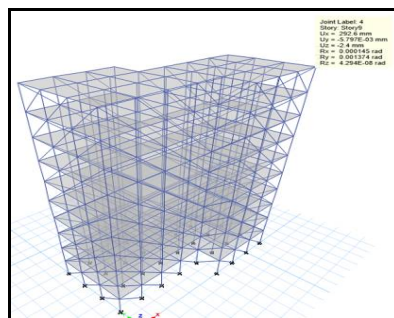 Joint Label: 4
Story: Story9
Ux = 292.6 mm
Uy = -5.797E-03 mm
Uz = -2.4 mm
Rx = 0.000145 rad
Ry = 0.001374 rad
Rz = 4.294E-08 rad
Z
X